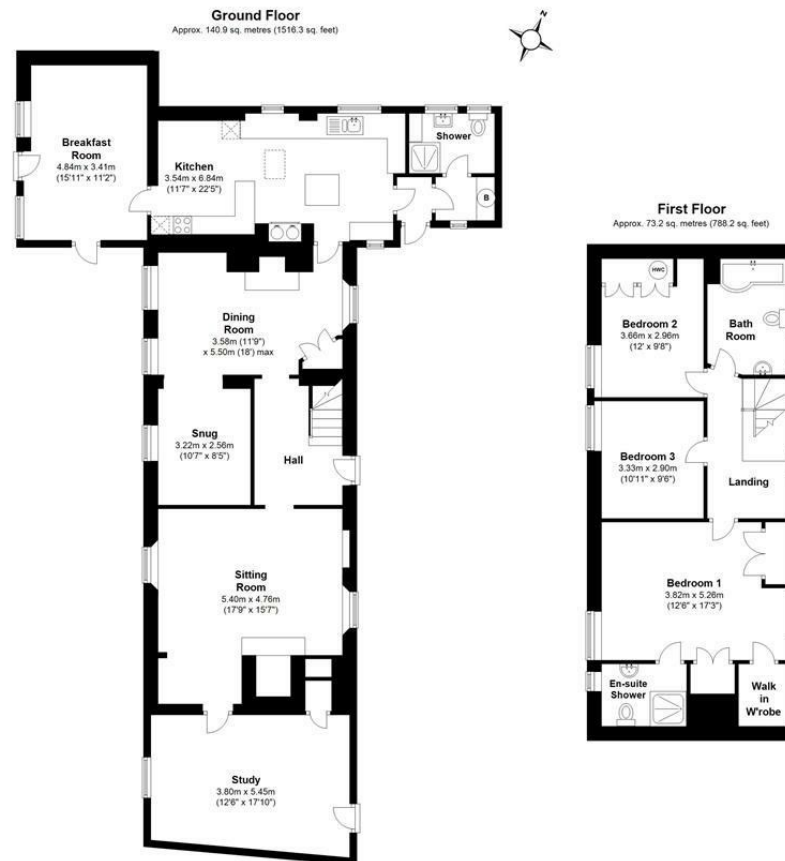 Ground Floor
Approx. 140.9 sq. metres (1516.3 sq. feet)
N
Breakfast
Room
4.84m x 3.41m
(15'11" x 11'2")
Kitchen
3.54m x 6.84m
(11'7" x 22'5")
Shower
B
Dining
Room
3.58m (11'9")
x 5.50m (18') max
Snug
3.22m x 2.56m
(10'7" x 8'5")
Hall
Sitting
Room
5.40m x 4.76m
(17'9" x 15'7")
Study
3.80m x 5.45m
(12'6" x 17'10")
First Floor
Approx. 73.2 sq. metres (788.2 sq. feet)
HWC
Bedroom 2
3.66m x 2.96m
(12' x 9'8")
Bath
Room
Bedroom 3
3.33m x 2.90m
(10'11" x 9'6")
Landing
Bedroom 1
3.82m x 5.26m
(12'6" x 17'3")
En-suite
Shower
Walk
in
W'robe